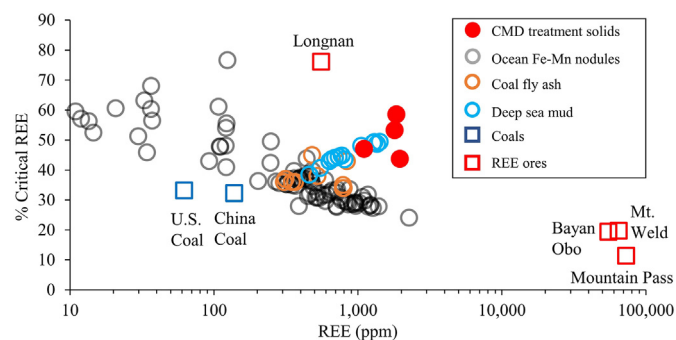 90
80
70
60
50
40
30
20
10
0
% Critical REE
10
100
1,000
10,000
100,000
REE (ppm)
Longnan
U.S.
Coal
China
Coal
Bayan
Obo
Mt.
Weld
Mountain Pass
CMD treatment solids
Ocean Fe-Mn nodules
Coal fly ash
Deep sea mud
Coals
REE ores